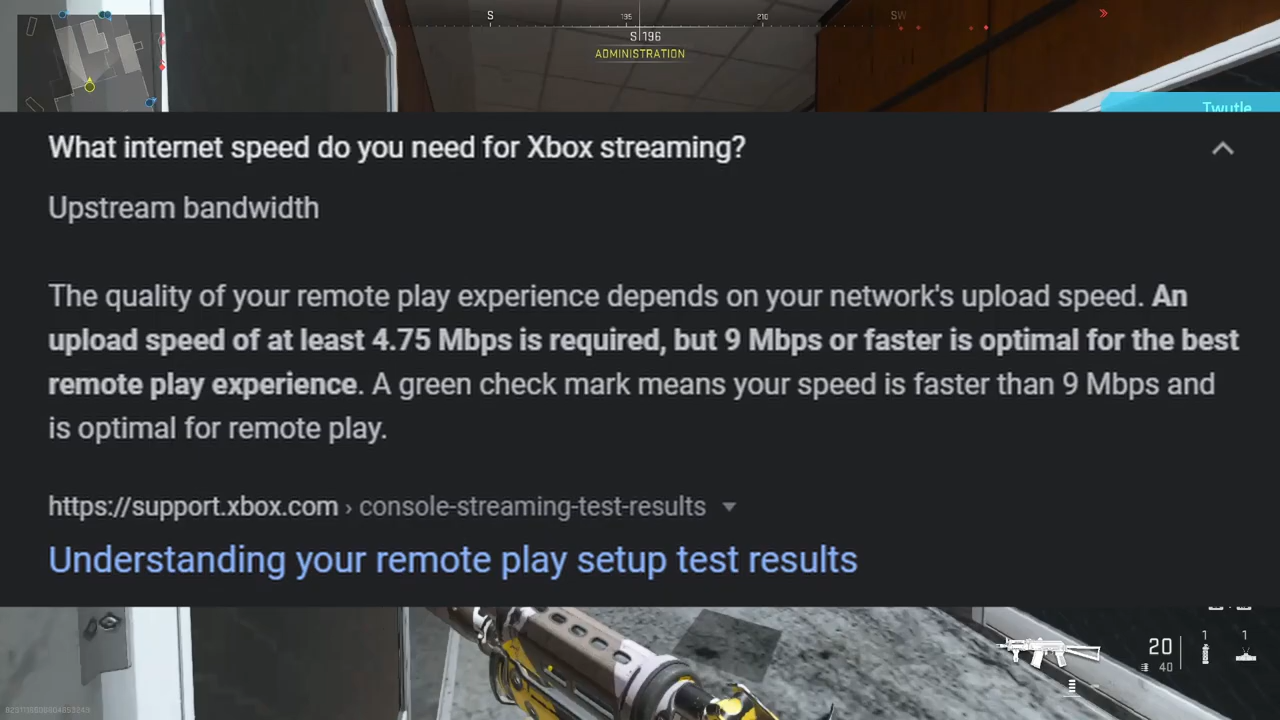 S 195 210 SW
S 196
ADMINISTRATION
Twutle
What internet speed do you need for Xbox streaming?
Upstream bandwidth
The quality of your remote play experience depends on your network's upload speed. An
upload speed of at least 4.75 Mbps is required, but 9 Mbps or faster is optimal for the best
remote play experience. A green check mark means your speed is faster than 9 Mbps and
is optimal for remote play.
https://support.xbox.com › console-streaming-test-results
Understanding your remote play setup test results
20 1 1
40